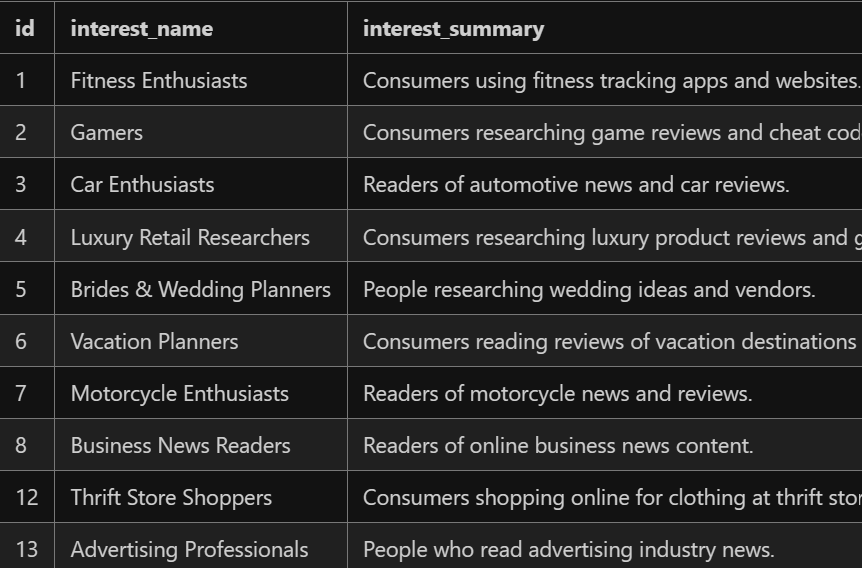 id interest_name interest_summary
1 Fitness Enthusiasts Consumers using fitness tracking apps and websites.
2 Gamers Consumers researching game reviews and cheat cod
3 Car Enthusiasts Readers of automotive news and car reviews.
4 Luxury Retail Researchers Consumers researching luxury product reviews and g
5 Brides & Wedding Planners People researching wedding ideas and vendors.
6 Vacation Planners Consumers reading reviews of vacation destinations
7 Motorcycle Enthusiasts Readers of motorcycle news and reviews.
8 Business News Readers Readers of online business news content.
12 Thrift Store Shoppers Consumers shopping online for clothing at thrift stor
13 Advertising Professionals People who read advertising industry news.